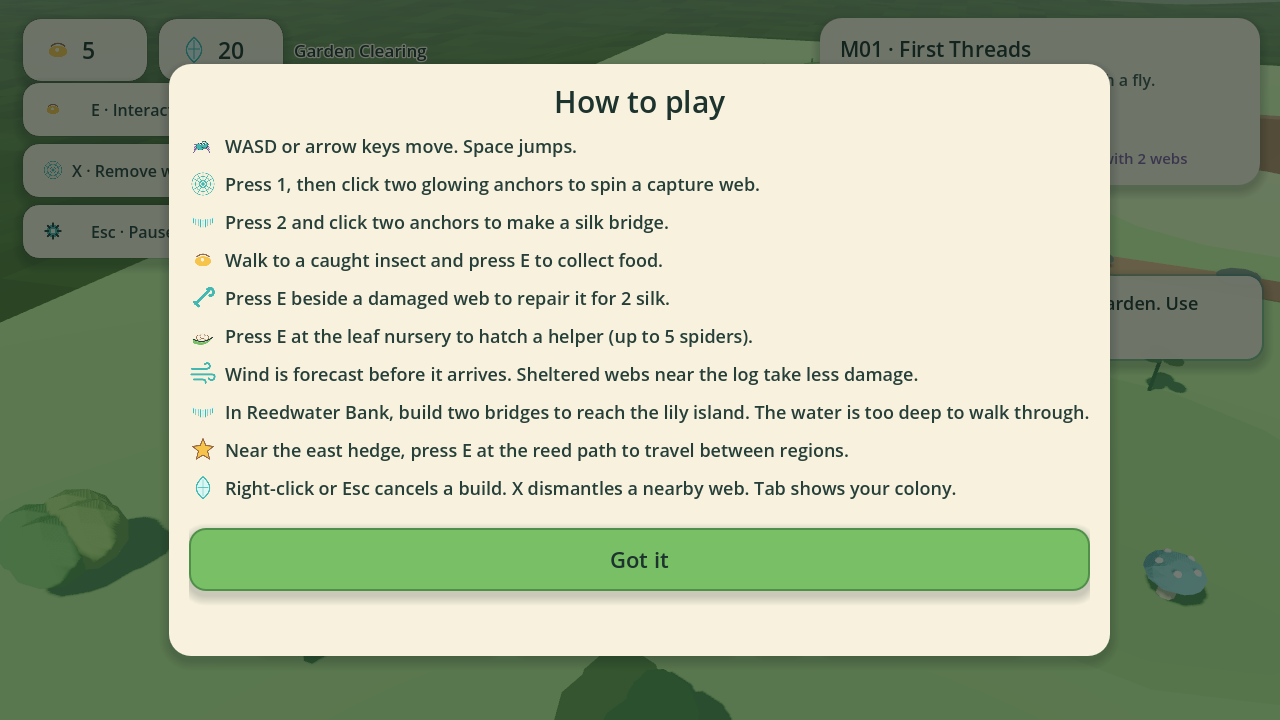 5
20
Garden Clearing
M01 · First Threads
n a fly.
E · Interac
X · Remove w
with 2 webs
Esc · Pause
arden. Use
How to play
WASD or arrow keys move. Space jumps.
Press 1, then click two glowing anchors to spin a capture web.
Press 2 and click two anchors to make a silk bridge.
Walk to a caught insect and press E to collect food.
Press E beside a damaged web to repair it for 2 silk.
Press E at the leaf nursery to hatch a helper (up to 5 spiders).
Wind is forecast before it arrives. Sheltered webs near the log take less damage.
In Reedwater Bank, build two bridges to reach the lily island. The water is too deep to walk through.
Near the east hedge, press E at the reed path to travel between regions.
Right-click or Esc cancels a build. X dismantles a nearby web. Tab shows your colony.
Got it